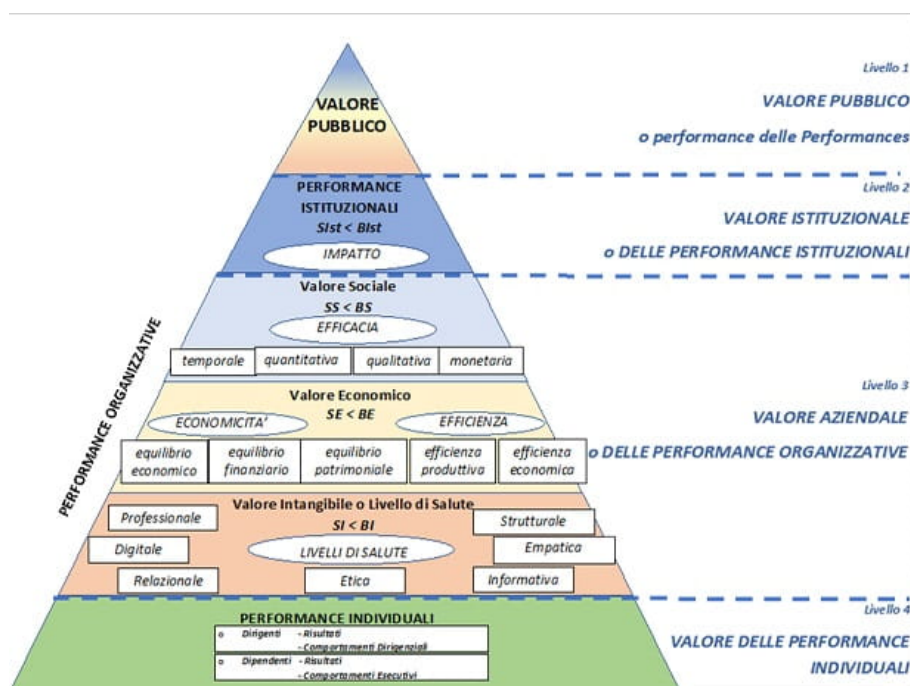 Livello 1
VALORE PUBBLICO
o performance delle Performances
VALORE
PUBBLICO
Livello 2
VALORE ISTITUZIONALE
o DELLE PERFORMANCE ISTITUZIONALI
PERFORMANCE
ISTITUZIONALI
SIst < BIst
IMPATTO
PERFORMANCE ORGANIZZATIVE
Valore Sociale
SS < BS
EFFICACIA
temporale quantitativa qualitativa monetaria
Livello 3
VALORE AZIENDALE
o DELLE PERFORMANCE ORGANIZZATIVE
Valore Economico
SE < BE
ECONOMICITA' EFFICIENZA
equilibrio economico
equilibrio finanziario
equilibrio patrimoniale
efficienza produttiva
efficienza economica
Valore Intangibile o Livello di Salute
SI < BI
Professionale Strutturale
Digitale LIVELLI DI SALUTE Empatica
Relazionale Etica Informativa
Livello 4
VALORE DELLE PERFORMANCE
INDIVIDUALI
PERFORMANCE INDIVIDUALI
o Dirigenti - Risultati
- Comportamenti Dirigenziali
o Dipendenti - Risultati
- Comportamenti Esecutivi